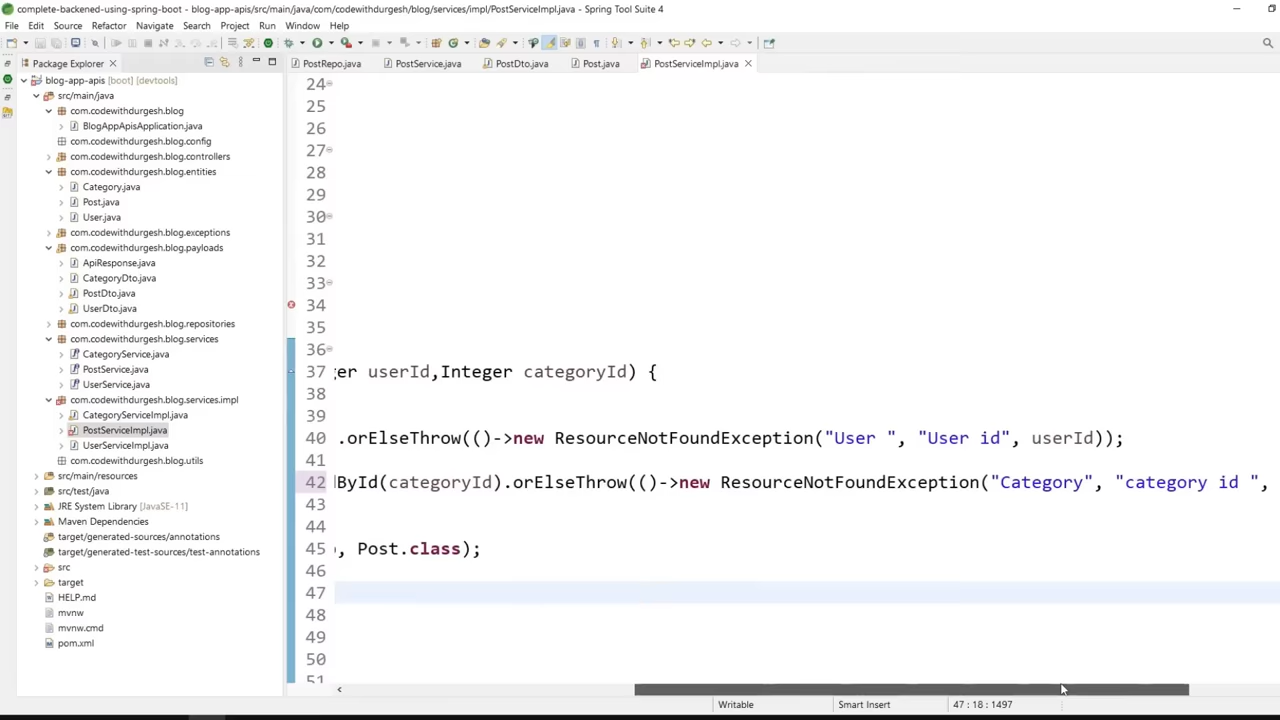 complete-backened-using-spring-boot - blog-app-apis/src/main/java/com/codewithdurgesh/blog/services/impl/PostServiceImpl.java - Spring Tool Suite 4
File Edit Source Refactor Navigate Search Project Run Window Help
Package Explorer
PostRepo.java PostService.java PostDto.java Post.java PostServiceImpl.java
blog-app-apis [boot] [devtools]
src/main/java
com.codewithdurgesh.blog
BlogAppApisApplication.java
com.codewithdurgesh.blog.config
com.codewithdurgesh.blog.controllers
com.codewithdurgesh.blog.entities
Category.java
Post.java
User.java
com.codewithdurgesh.blog.exceptions
com.codewithdurgesh.blog.payloads
ApiResponse.java
CategoryDto.java
PostDto.java
UserDto.java
com.codewithdurgesh.blog.repositories
com.codewithdurgesh.blog.services
CategoryService.java
PostService.java
UserService.java
com.codewithdurgesh.blog.services.impl
CategoryServiceImpl.java
PostServiceImpl.java
UserServiceImpl.java
com.codewithdurgesh.blog.utils
src/main/resources
src/test/java
JRE System Library [JavaSE-11]
Maven Dependencies
target/generated-sources/annotations
target/generated-test-sources/test-annotations
src
target
HELP.md
mvnw
mvnw.cmd
pom.xml
24
25
26
27
28
29
30
31
32
33
34
35
36
37 ger userId,Integer categoryId) {
38
39
40 .orElseThrow(()->new ResourceNotFoundException("User ", "User id", userId));
41
42 dById(categoryId).orElseThrow(()->new ResourceNotFoundException("Category", "category id ",
43
44
45 , Post.class);
46
47
48
49
50
51
Writable Smart Insert 47 : 18 : 1497